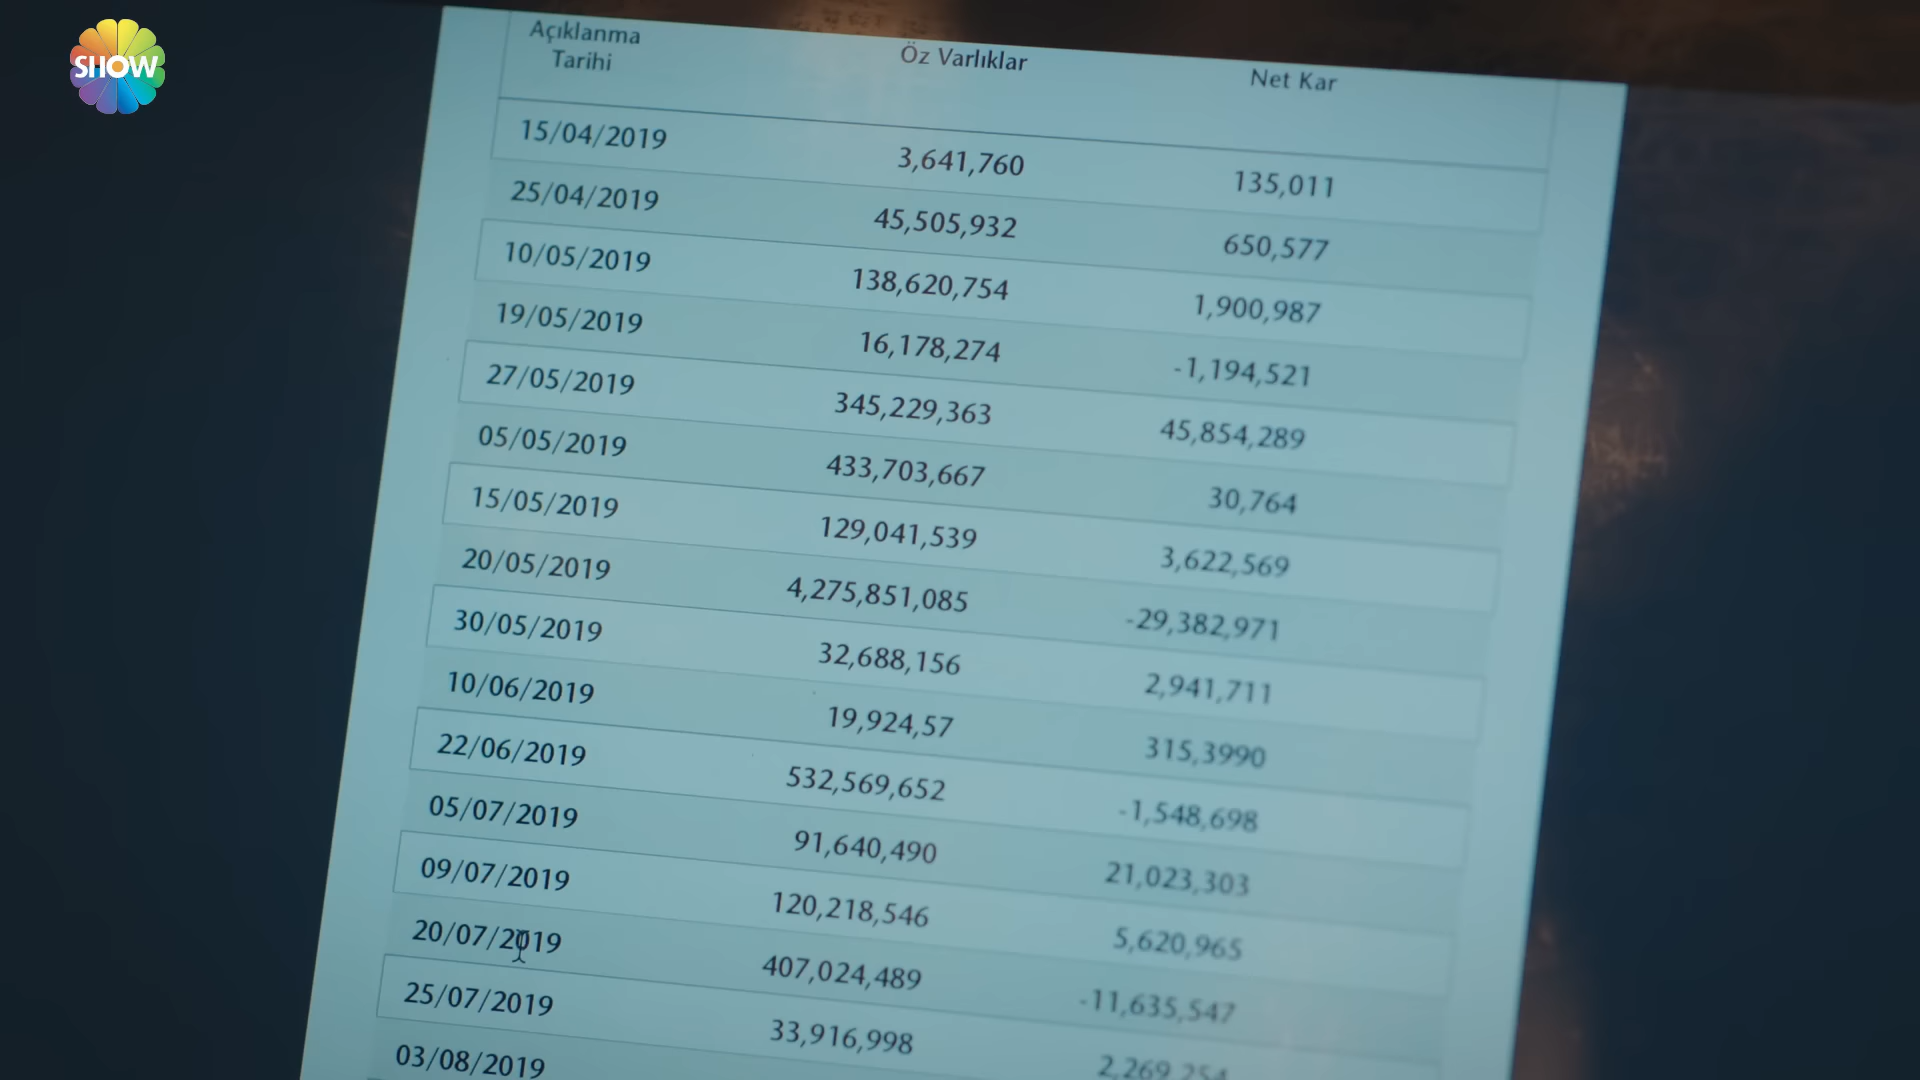 SHOW
Açıklanma Tarihi Öz Varlıklar Net Kar
15/04/2019 3,641,760 135,011
25/04/2019 45,505,932 650,577
10/05/2019 138,620,754 1,900,987
19/05/2019 16,178,274 -1,194,521
27/05/2019 345,229,363 45,854,289
05/05/2019 433,703,667 30,764
15/05/2019 129,041,539 3,622,569
20/05/2019 4,275,851,085 -29,382,971
30/05/2019 32,688,156 2,941,711
10/06/2019 19,924,57 315,3990
22/06/2019 532,569,652 -1,548,698
05/07/2019 91,640,490 21,023,303
09/07/2019 120,218,546 5,620,965
20/07/2019 407,024,489 -11,635,547
25/07/2019 33,916,998 2,269,254
03/08/2019